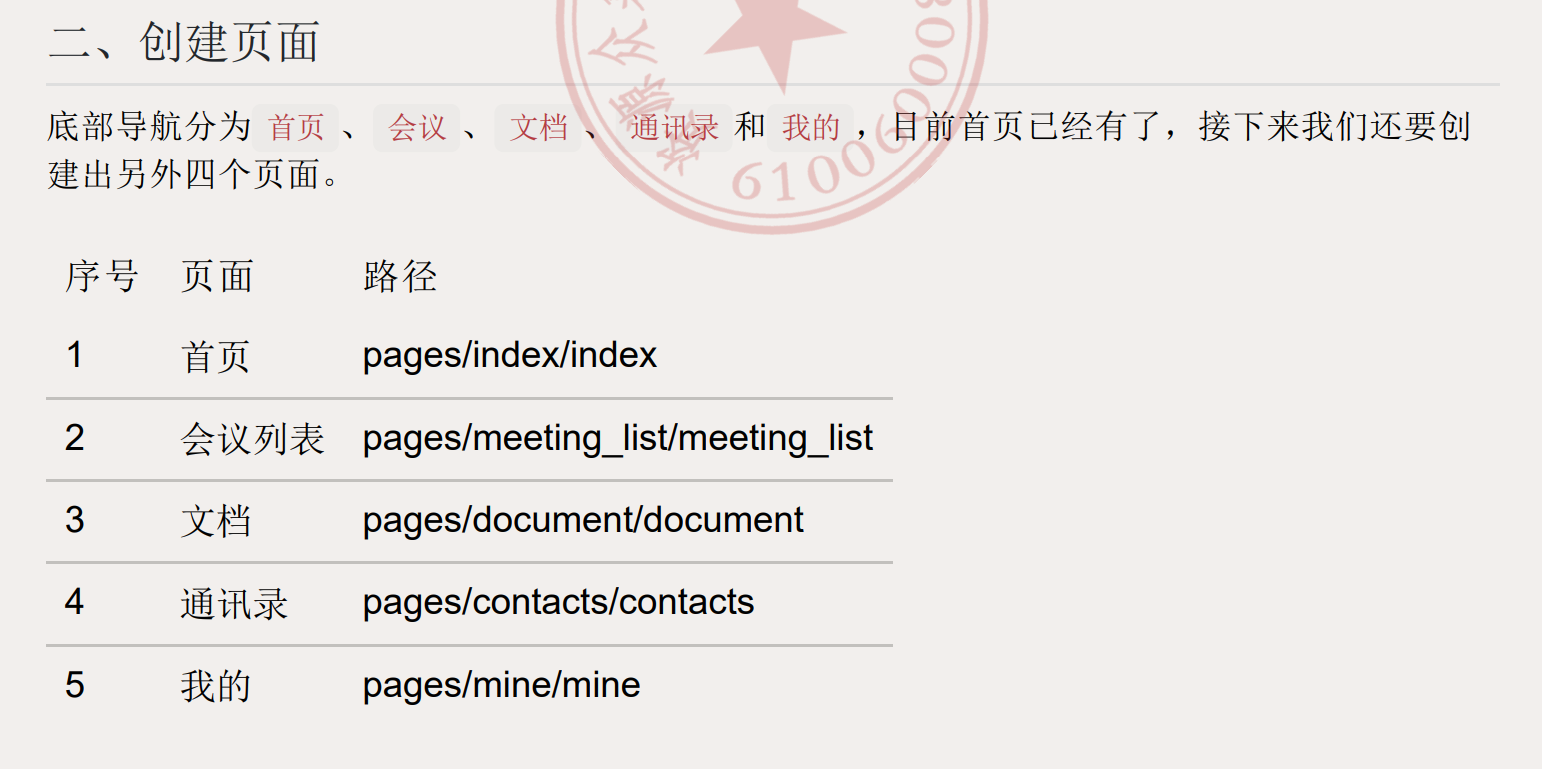 二、创建页面
底部导航分为 首页 、 会议 、 文档 、 通讯录 和 我的 ，目前首页已经有了，接下来我们还要创
建出另外四个页面。
序号 页面 路径
1 首页 pages/index/index
2 会议列表 pages/meeting_list/meeting_list
3 文档 pages/document/document
4 通讯录 pages/contacts/contacts
5 我的 pages/mine/mine